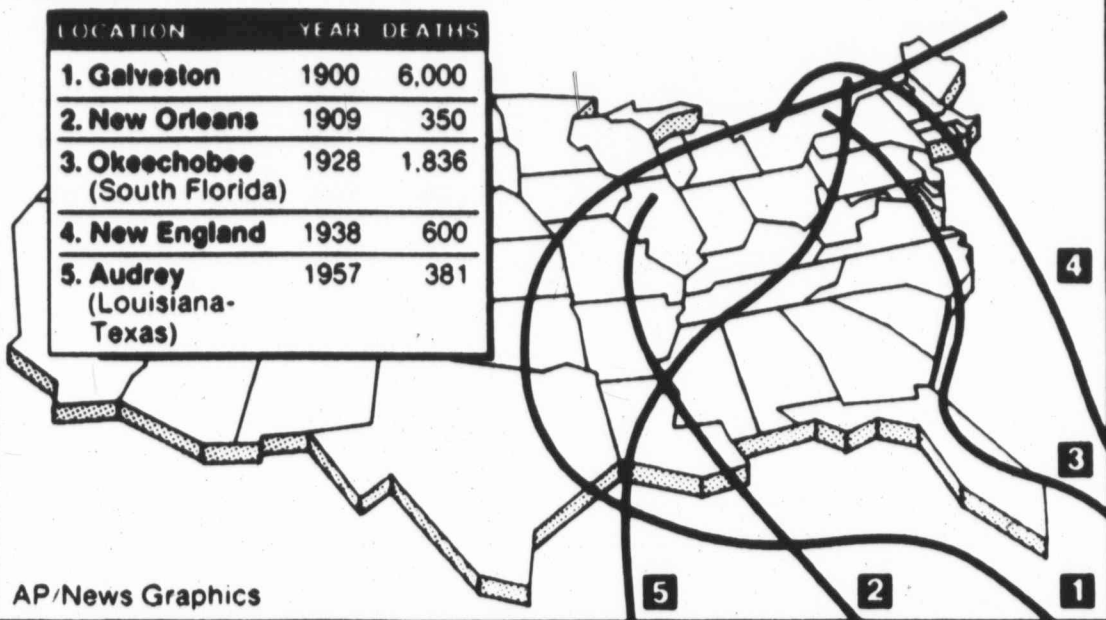 LOCATION YEAR DEATHS
1. Galveston 1900 6,000
2. New Orleans 1909 350
3. Okeechobee 1928 1.836
(South Florida)
4. New England 1938 600
5. Audrey 1957 381
(Louisiana-
Texas)
4
3
5 2 1
AP/News Graphics